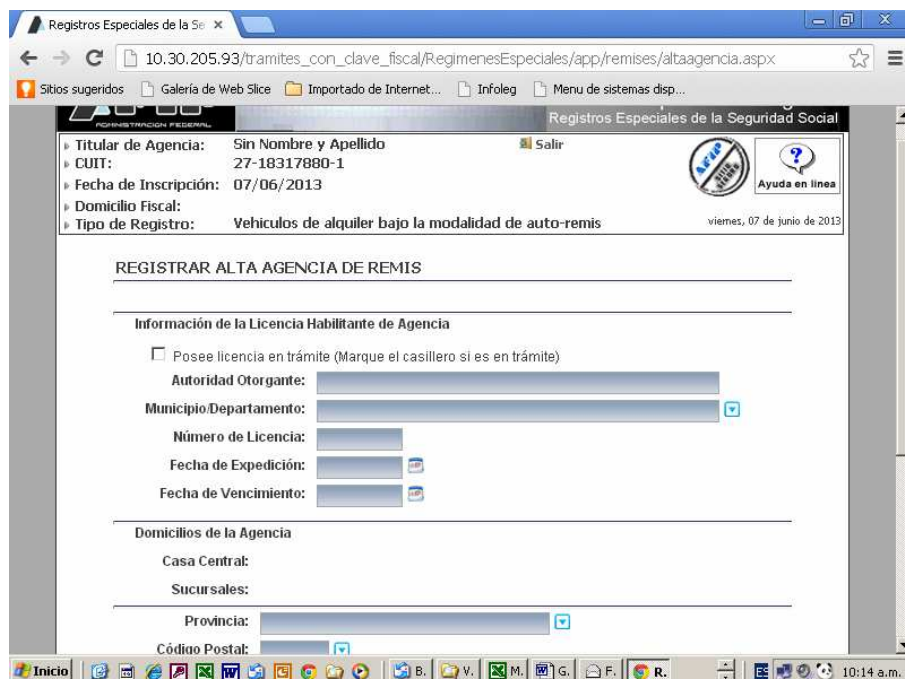 Registros Especiales de la Se
10.30.205.93/tramites_con_clave_fiscal/RegimenesEspeciales/app/remises/altaagencia.aspx
Sitios sugeridos Galería de Web Slice Importado de Internet... Infoleg Menu de sistemas disp...
ADMINISTRACION FEDERAL
Registros Especiales de la Seguridad Social
Titular de Agencia: Sin Nombre y Apellido Salir
CUIT: 27-18317880-1
Fecha de Inscripción: 07/06/2013
Ayuda en linea
Domicilio Fiscal:
Tipo de Registro: Vehiculos de alquiler bajo la modalidad de auto-remis viernes, 07 de junio de 2013
REGISTRAR ALTA AGENCIA DE REMIS
Información de la Licencia Habilitante de Agencia
Posee licencia en trámite (Marque el casillero si es en trámite)
Autoridad Otorgante:
Municipio/Departamento:
Número de Licencia:
Fecha de Expedición:
Fecha de Vencimiento:
Domicilios de la Agencia
Casa Central:
Sucursales:
Provincia:
Código Postal:
Inicio B. V. M. G. F. R. ES 10:14 a.m.